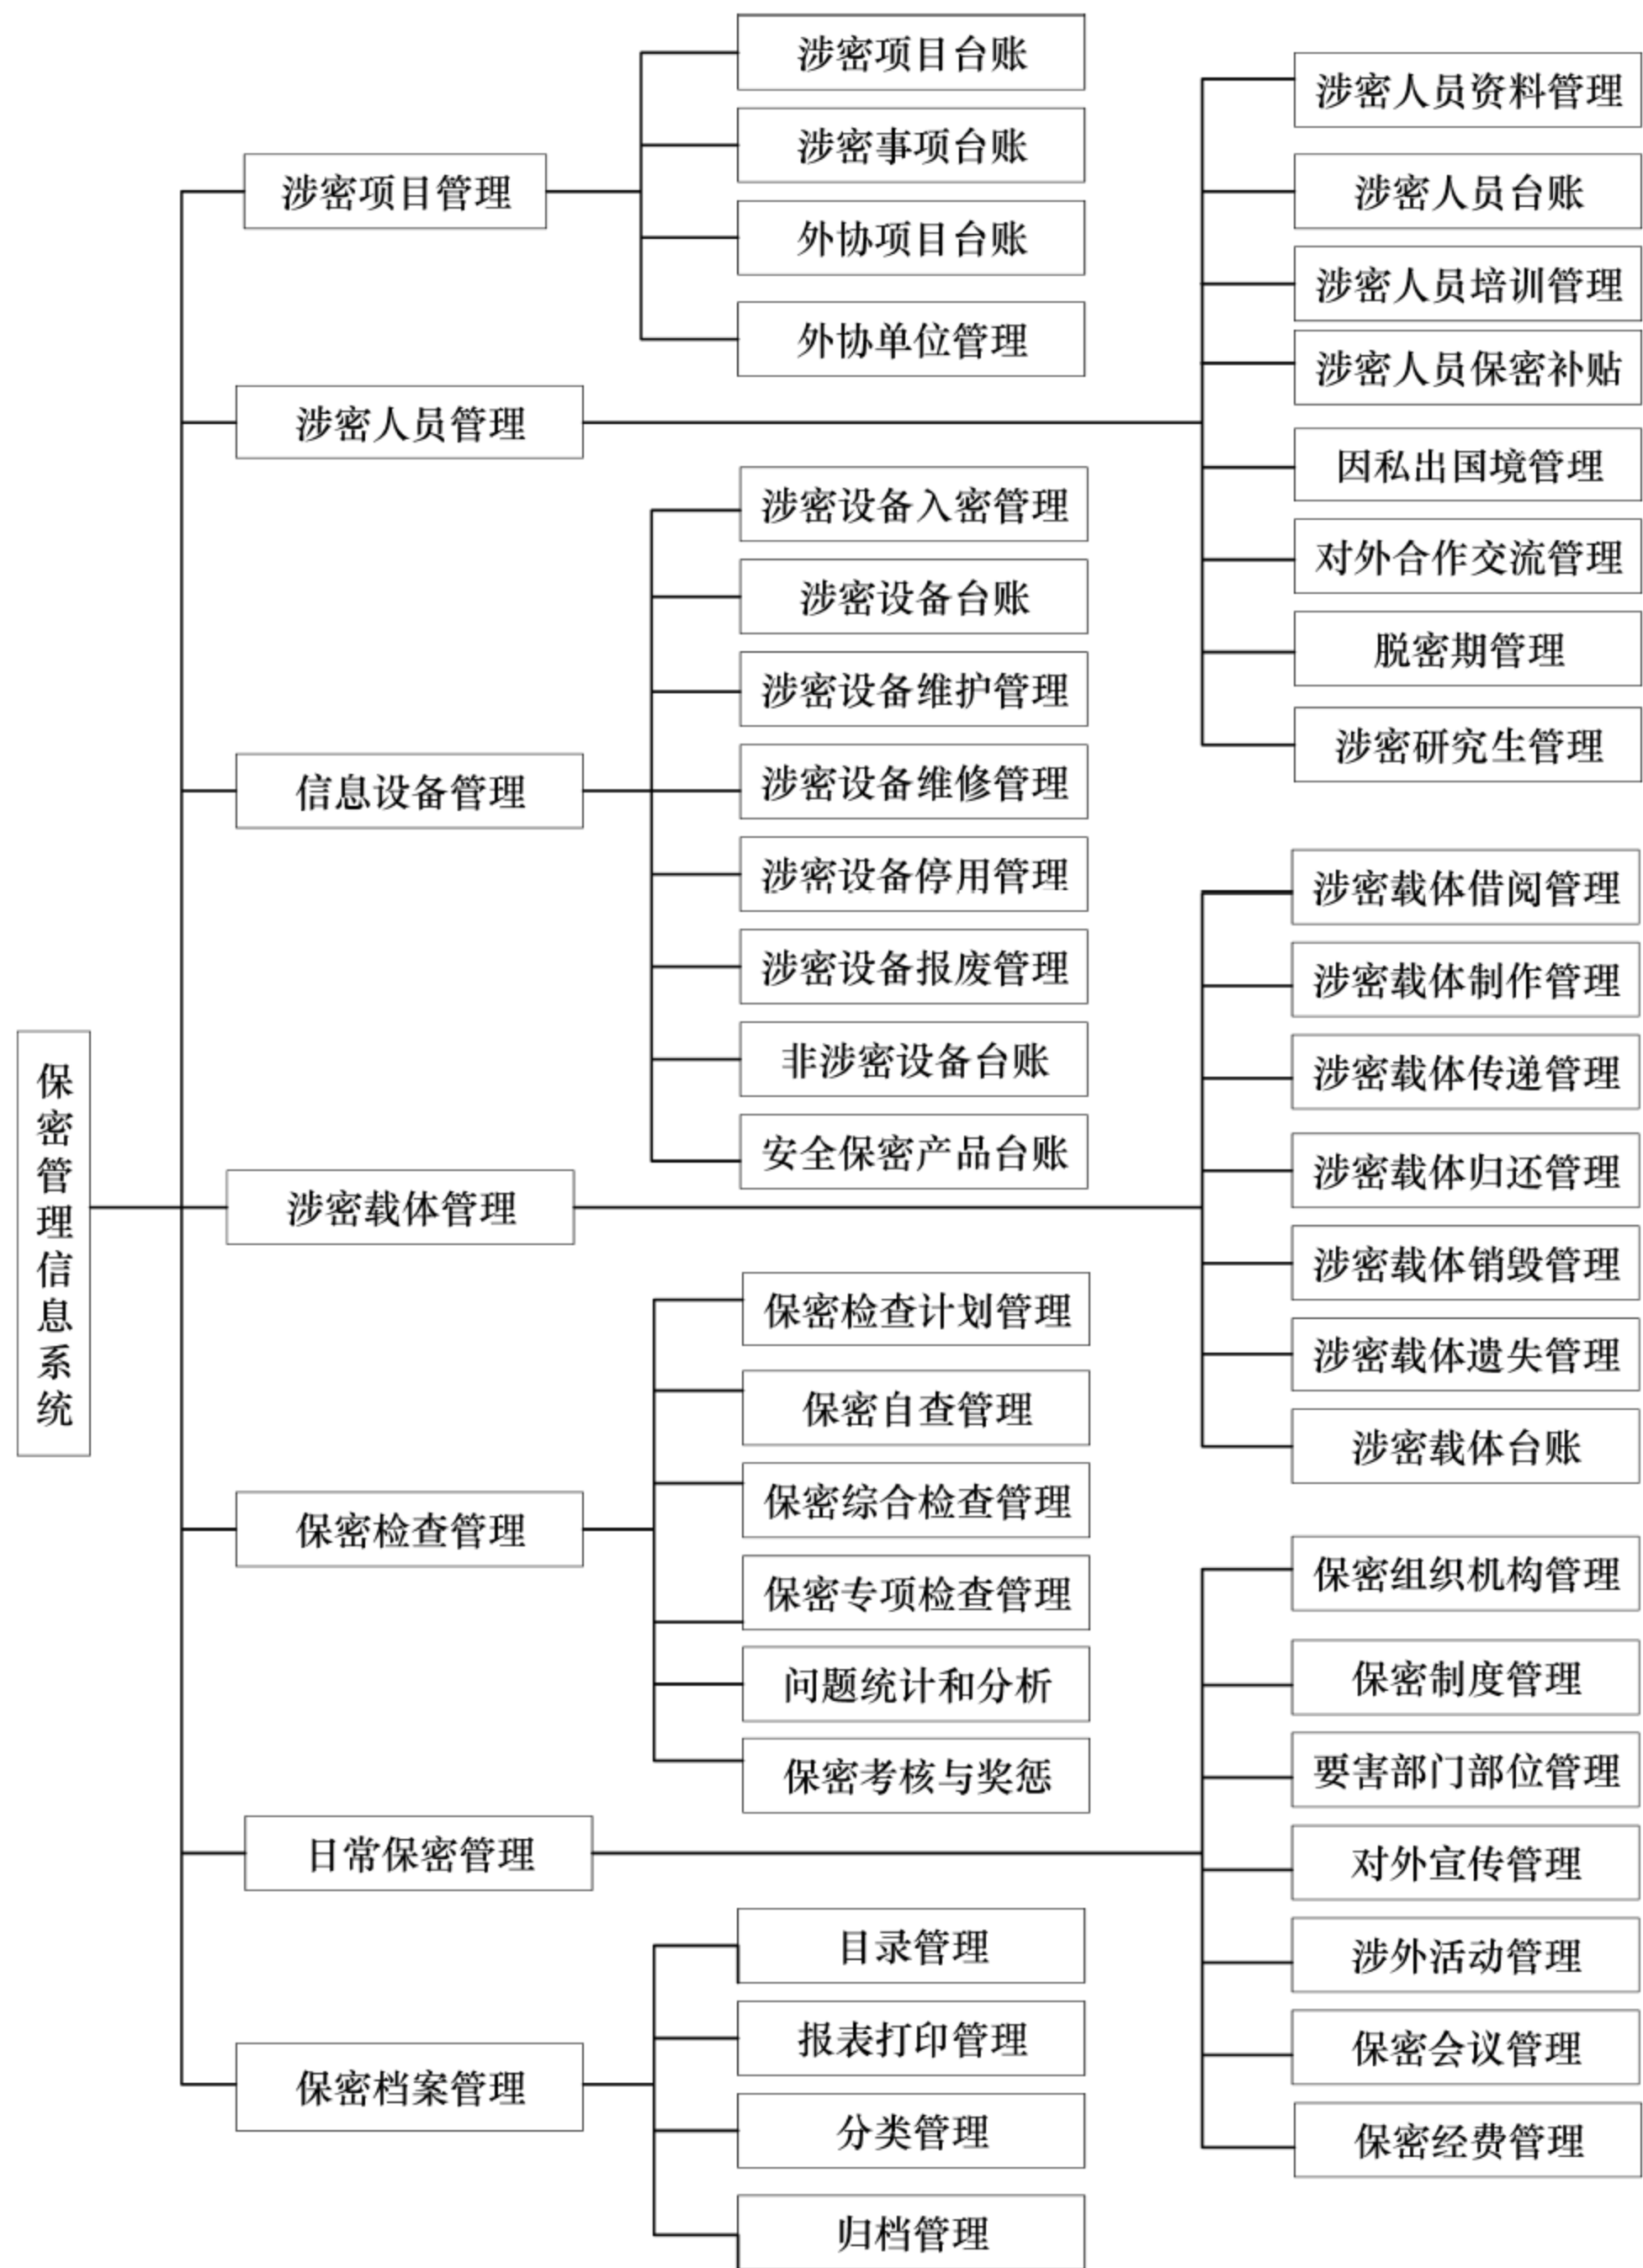 保密管理信息系统
涉密项目管理
涉密项目台账
涉密事项台账
外协项目台账
外协单位管理
涉密人员管理
涉密人员资料管理
涉密人员台账
涉密人员培训管理
涉密人员保密补贴
因私出国境管理
对外合作交流管理
脱密期管理
涉密研究生管理
信息设备管理
涉密设备入密管理
涉密设备台账
涉密设备维护管理
涉密设备维修管理
涉密设备停用管理
涉密设备报废管理
非涉密设备台账
安全保密产品台账
涉密载体管理
涉密载体借阅管理
涉密载体制作管理
涉密载体传递管理
涉密载体归还管理
涉密载体销毁管理
涉密载体遗失管理
涉密载体台账
保密检查管理
保密检查计划管理
保密自查管理
保密综合检查管理
保密专项检查管理
问题统计和分析
保密考核与奖惩
日常保密管理
保密组织机构管理
保密制度管理
要害部门部位管理
对外宣传管理
涉外活动管理
保密会议管理
保密经费管理
保密档案管理
目录管理
报表打印管理
分类管理
归档管理